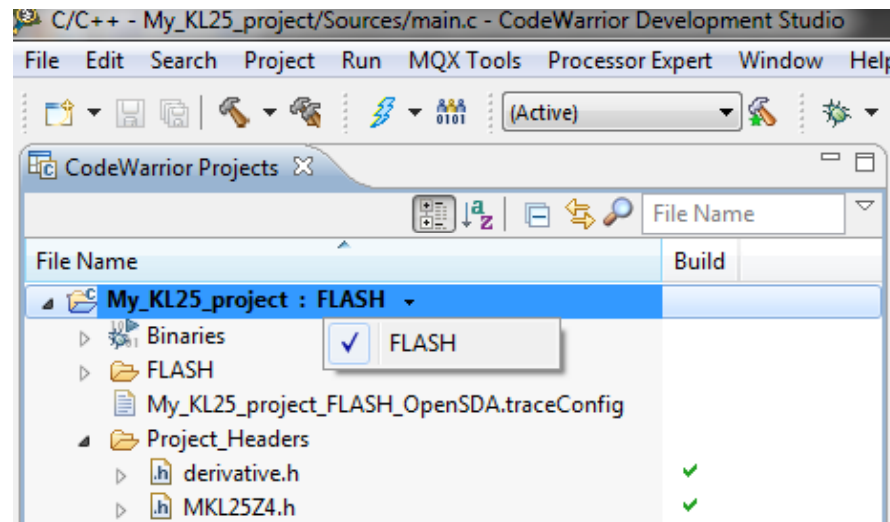 C/C++ - My_KL25_project/Sources/main.c - CodeWarrior Development Studio
File Edit Search Project Run MQX Tools Processor Expert Window Help
(Active)
CodeWarrior Projects
File Name
File Name Build
My_KL25_project : FLASH
Binaries
FLASH
FLASH
My_KL25_project_FLASH_OpenSDA.traceConfig
Project_Headers
derivative.h
MKL25Z4.h